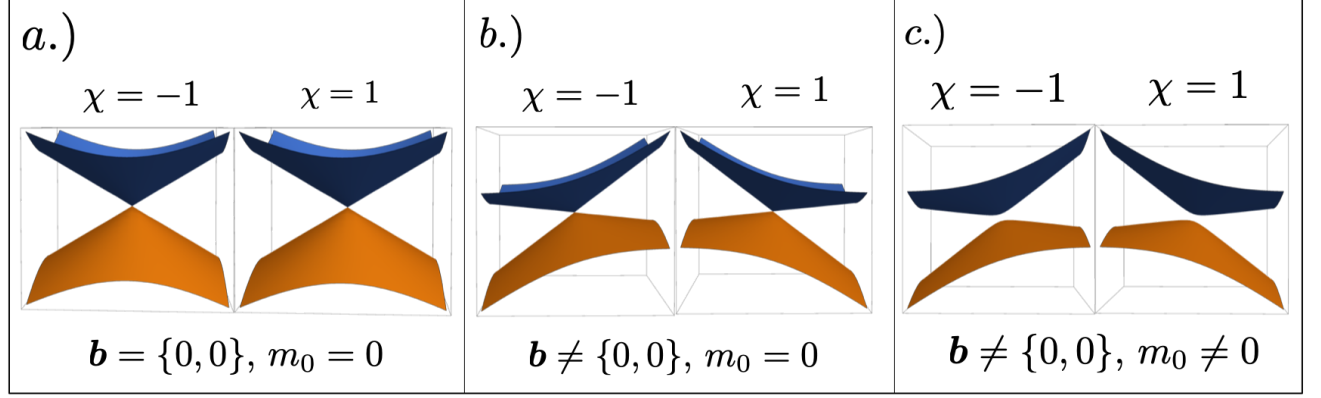 a.)
χ = −1
χ = 1
b = {0,0}, m₀ = 0
b.)
χ = −1
χ = 1
b ≠ {0,0}, m₀ = 0
c.)
χ = −1
χ = 1
b ≠ {0,0}, m₀ ≠ 0